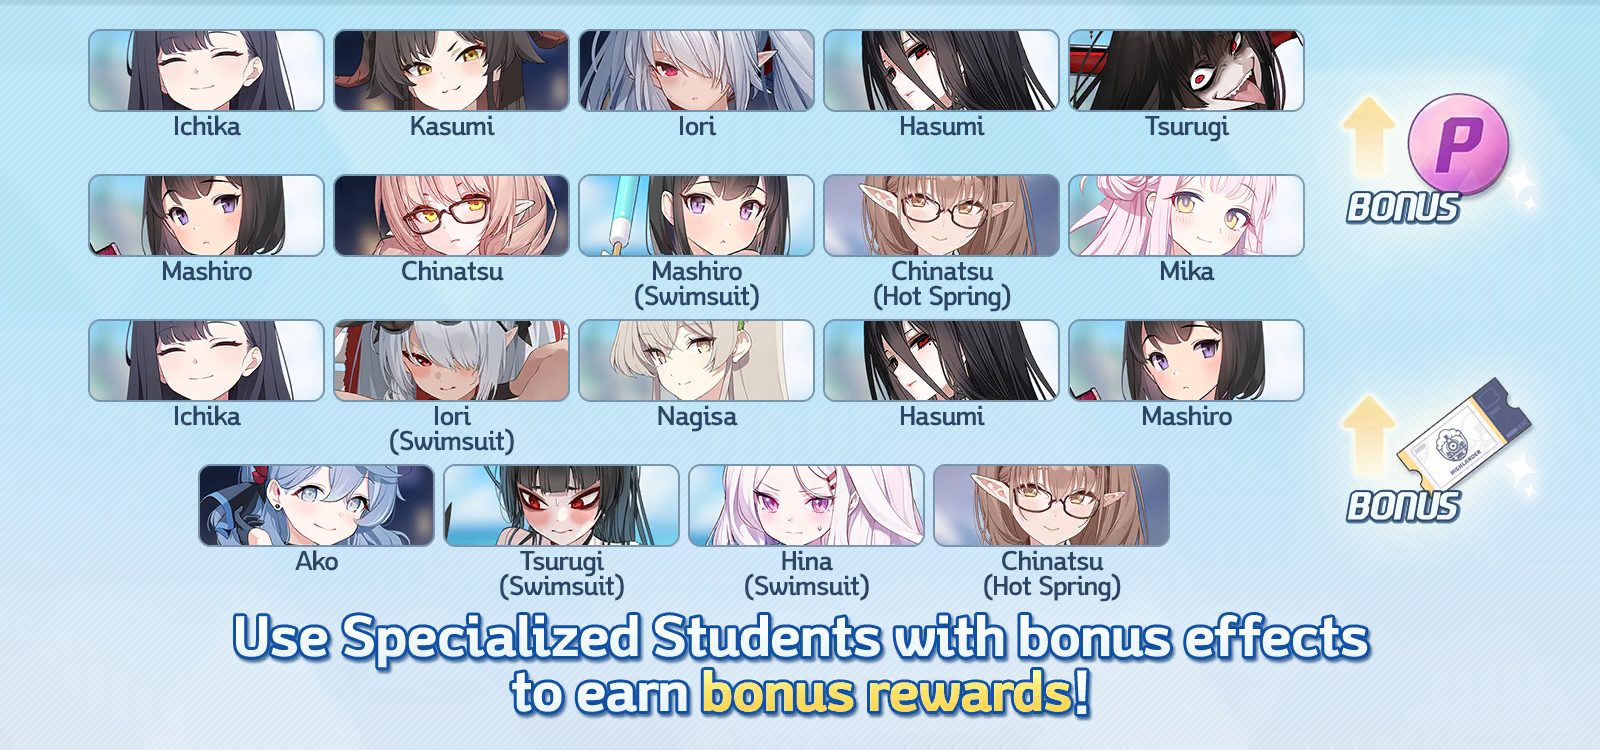 Ichika
Kasumi
Iori
Hasumi
Tsurugi
P
BONUS
Mashiro
Chinatsu
Mashiro
(Swimsuit)
Chinatsu
(Hot Spring)
Mika
Ichika
Iori
(Swimsuit)
Nagisa
Hasumi
Mashiro
HIGHLANDER
BONUS
Ako
Tsurugi
(Swimsuit)
Hina
(Swimsuit)
Chinatsu
(Hot Spring)
Use Specialized Students with bonus effects
to earn bonus rewards!